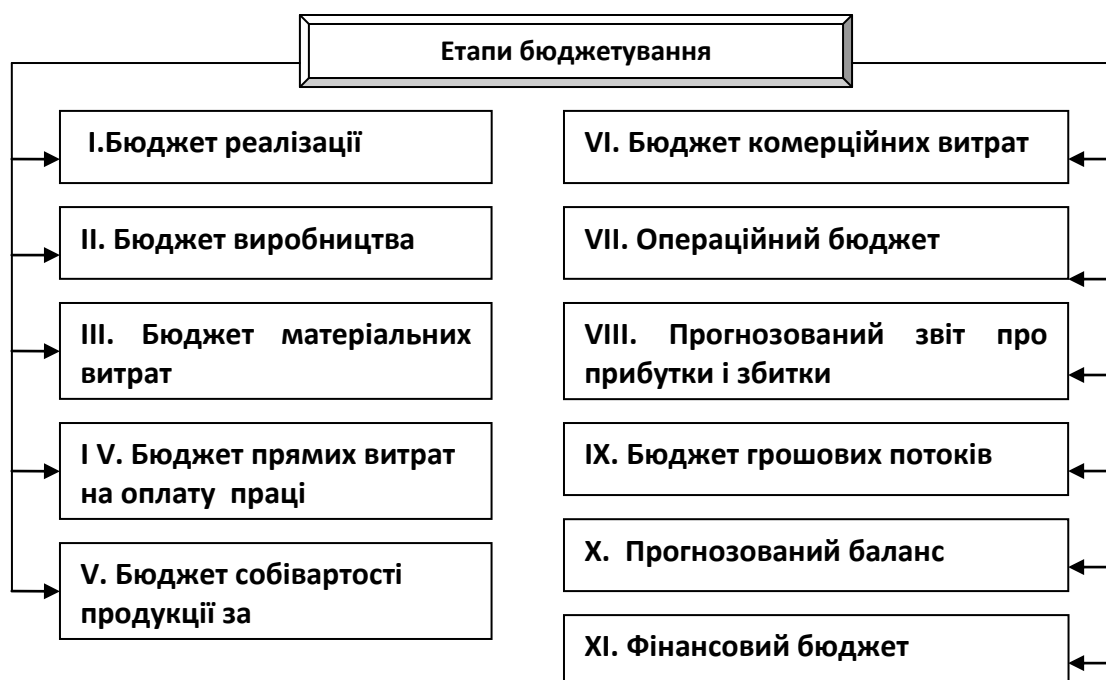 Етапи бюджетування
І.Бюджет реалізації
ІІ. Бюджет виробництва
ІІІ. Бюджет матеріальних
витрат
І V. Бюджет прямих витрат
на оплату праці
V. Бюджет собівартості
продукції за
VI. Бюджет комерційних витрат
VII. Операційний бюджет
VIII. Прогнозований звіт про
прибутки і збитки
IX. Бюджет грошових потоків
X. Прогнозований баланс
XI. Фінансовий бюджет